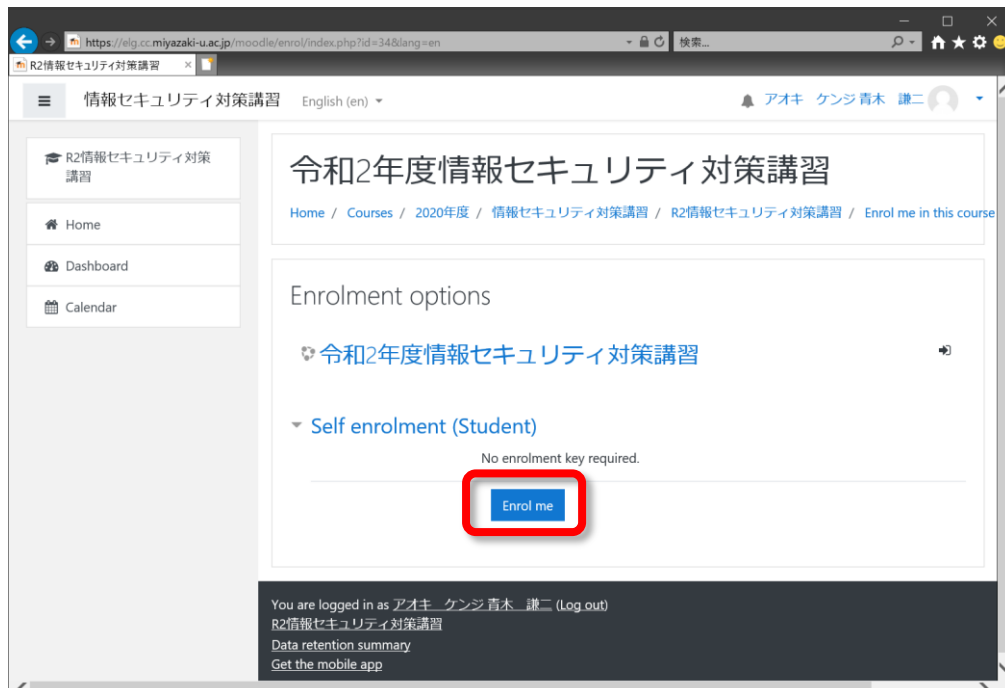 https://elg.cc.miyazaki-u.ac.jp/moodle/enrol/index.php?id=34&lang=en
検索...
R2情報セキュリティ対策講習
情報セキュリティ対策講習 English (en)
アオキ ケンジ 青木 謙二
R2情報セキュリティ対策
講習
Home
Dashboard
Calendar
令和2年度情報セキュリティ対策講習
Home / Courses / 2020年度 / 情報セキュリティ対策講習 / R2情報セキュリティ対策講習 / Enrol me in this course
Enrolment options
令和2年度情報セキュリティ対策講習
Self enrolment (Student)
No enrolment key required.
Enrol me
You are logged in as アオキ ケンジ 青木 謙二 (Log out)
R2情報セキュリティ対策講習
Data retention summary
Get the mobile app